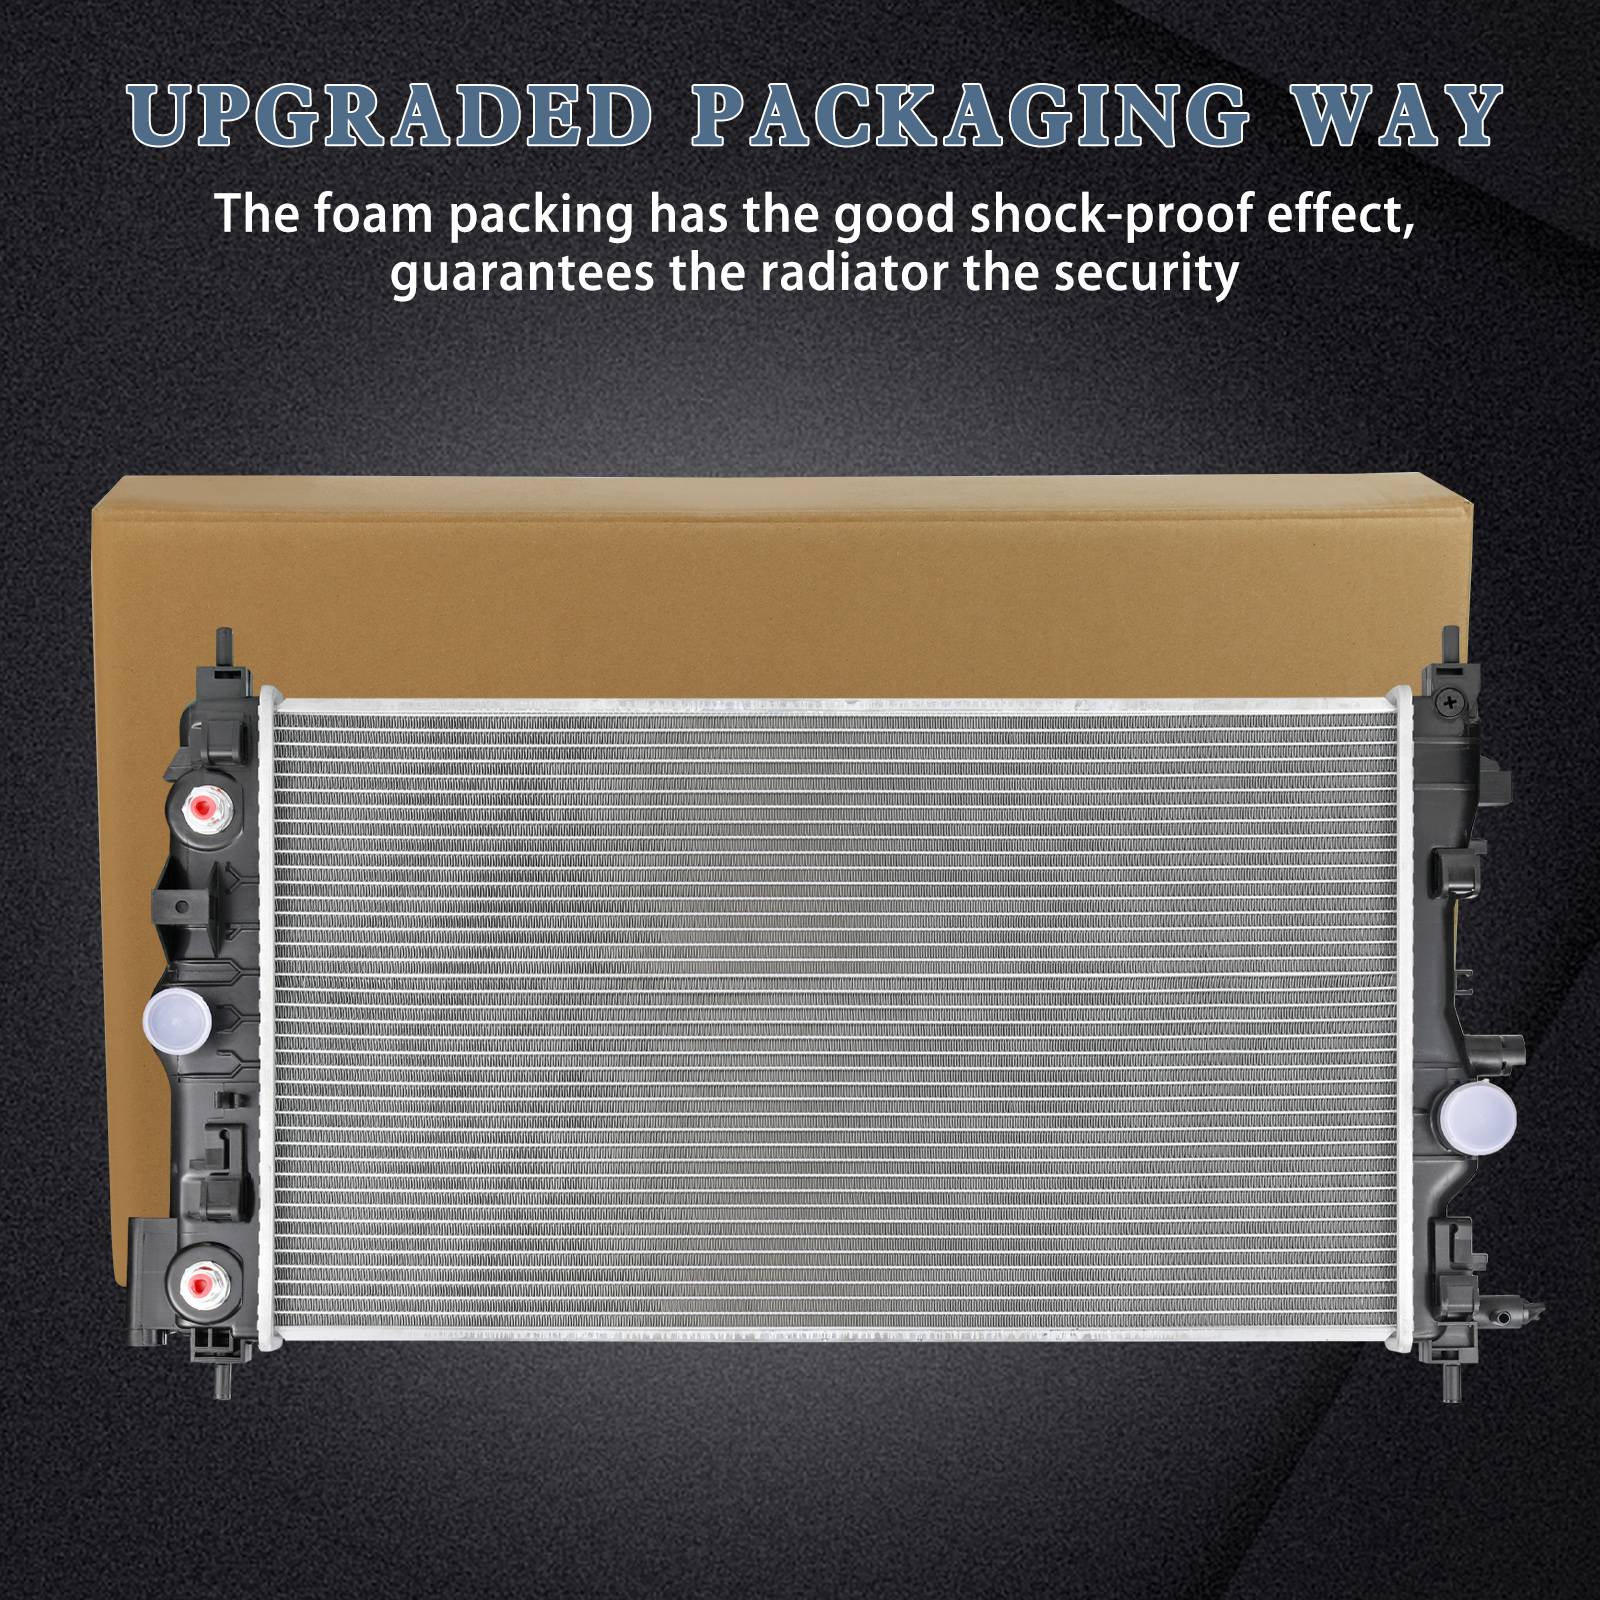 UPGRADED PACKAGING WAY
The foam packing has the good shock-proof effect,
guarantees the radiator the security